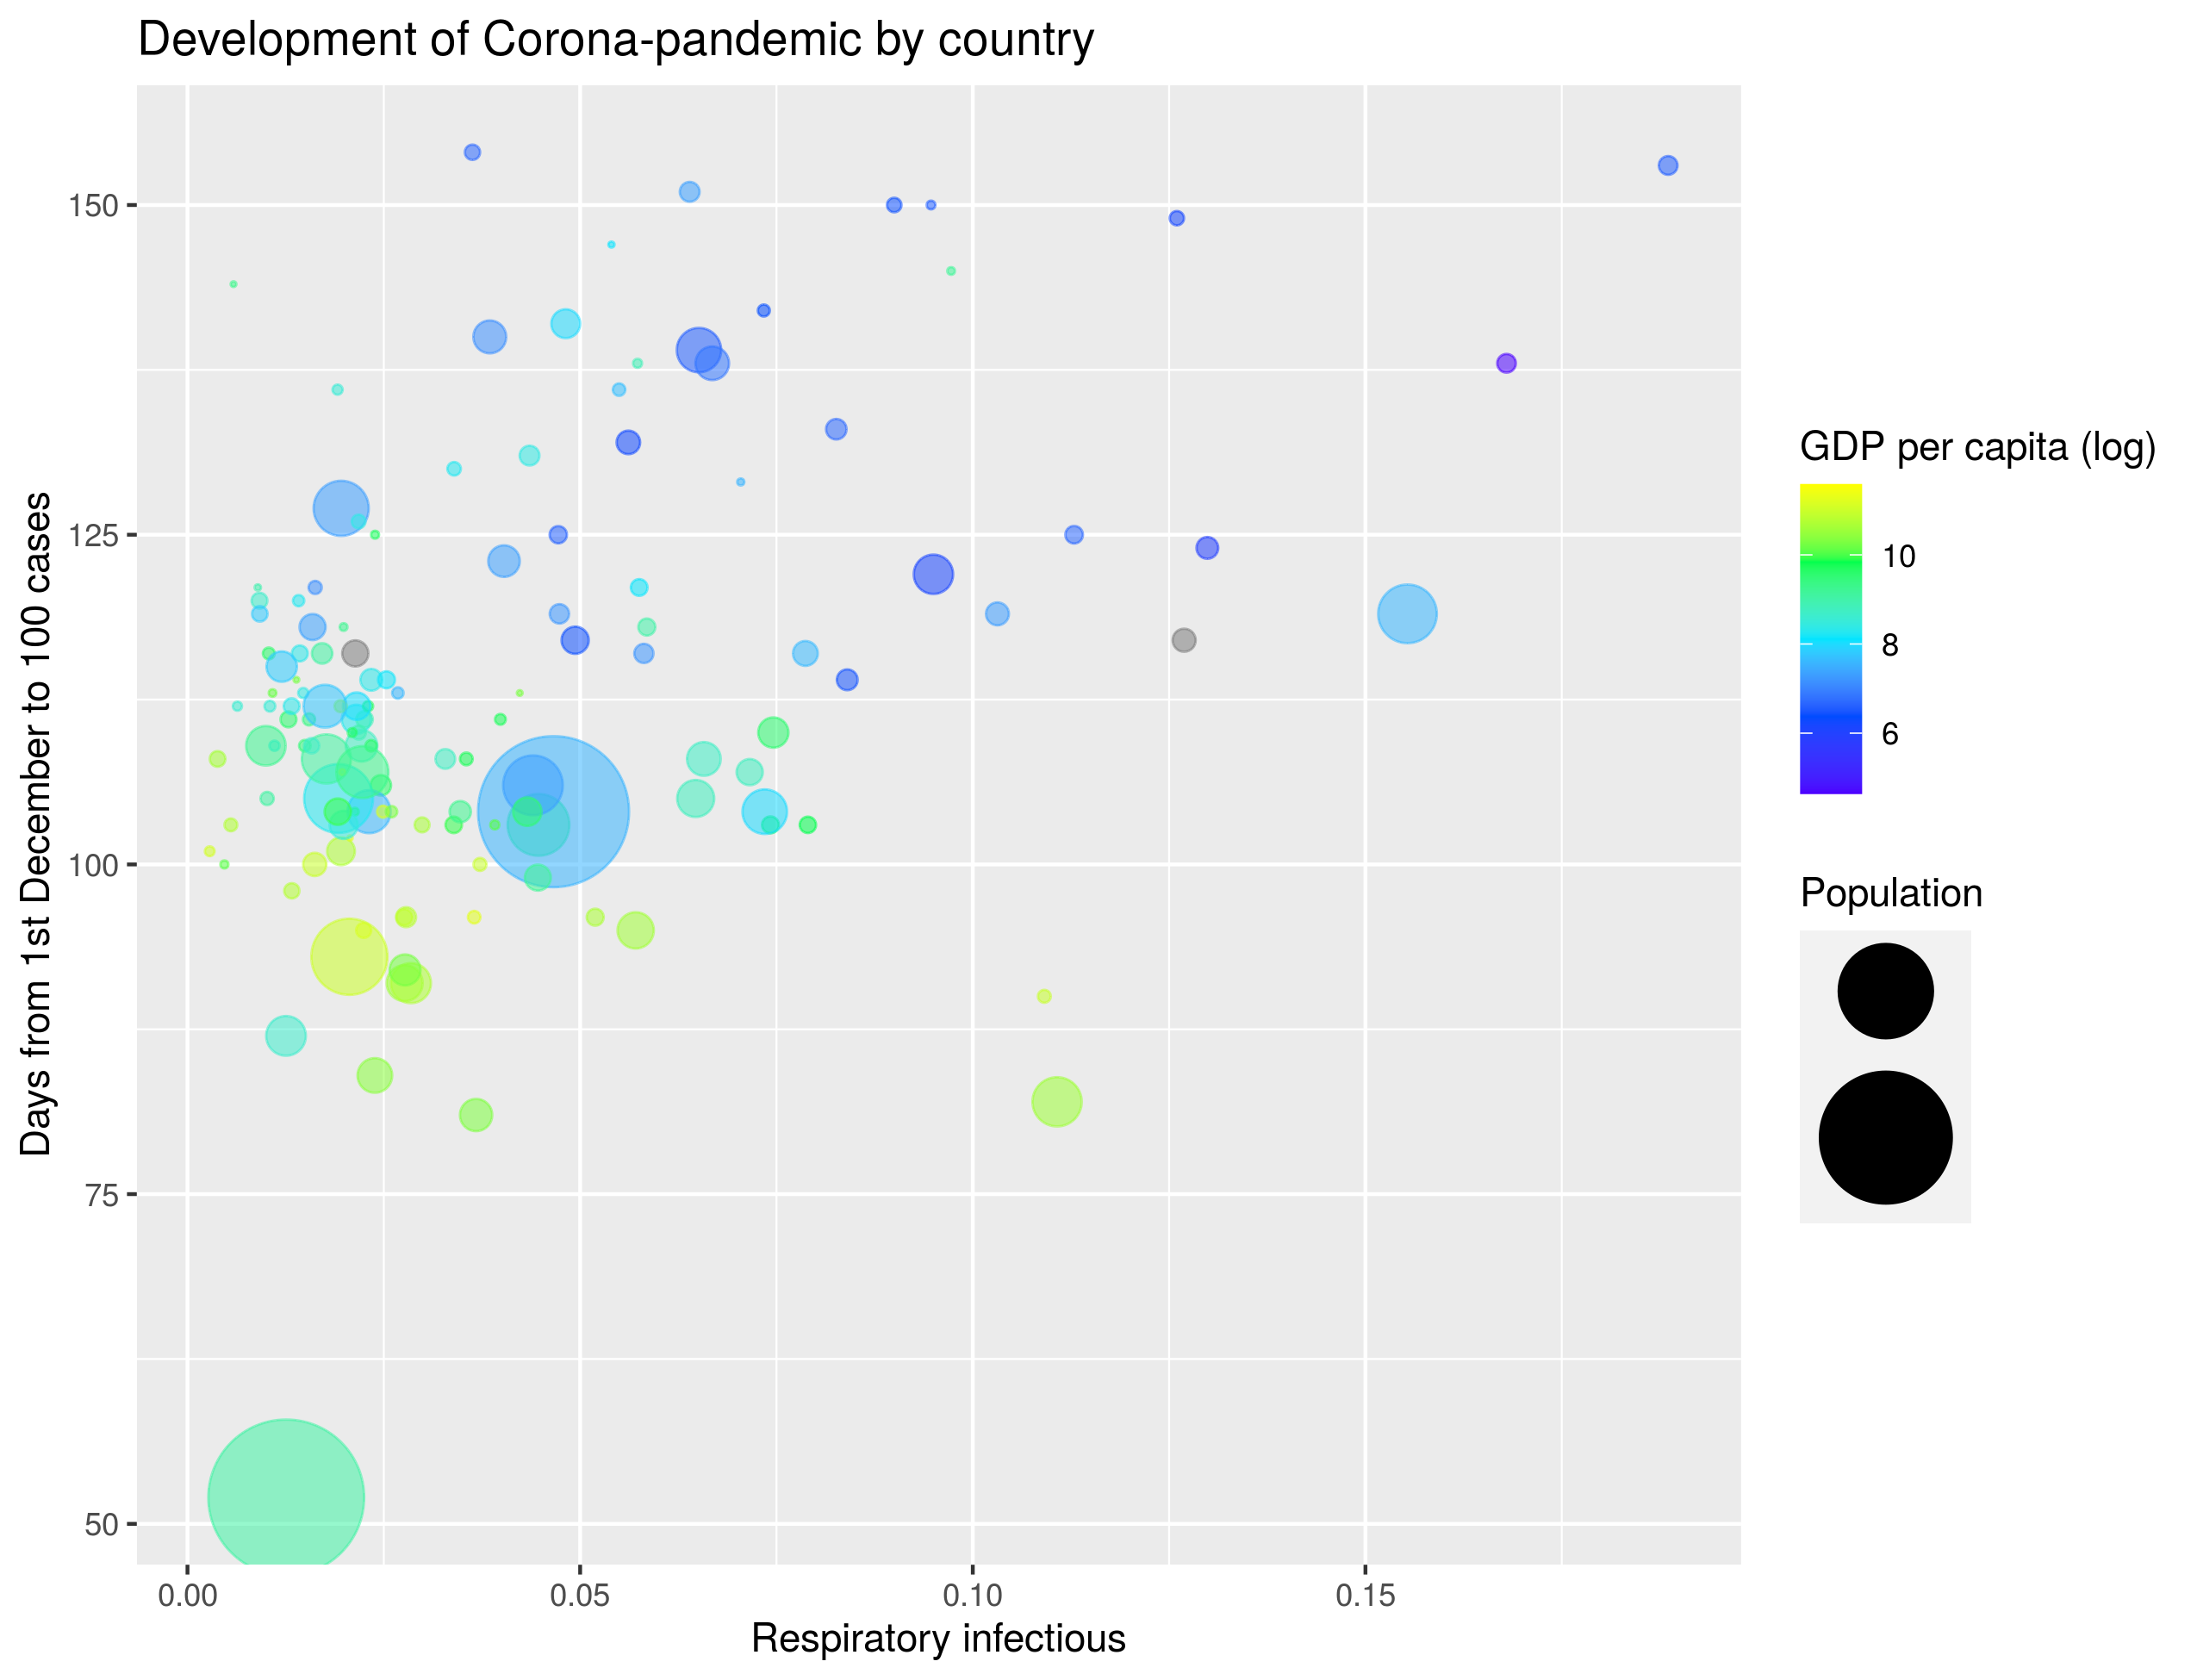 Development of Corona-pandemic by country
Days from 1st December to 100 cases
150
125
100
75
50
0.00
0.05
0.10
0.15
Respiratory infectious
GDP per capita (log)
10
8
6
Population